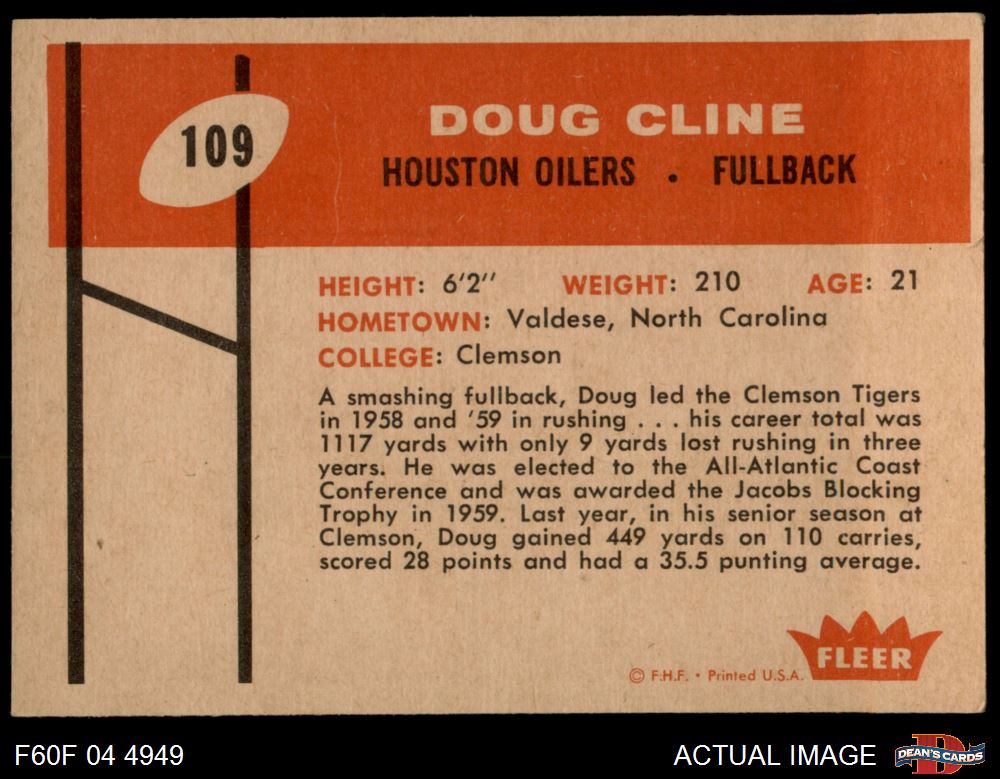 109
DOUG CLINE
HOUSTON OILERS . FULLBACK
HEIGHT: 6'2" WEIGHT: 210 AGE: 21
HOMETOWN: Valdese, North Carolina
COLLEGE: Clemson
A smashing fullback, Doug led the Clemson Tigers
in 1958 and '59 in rushing . . . his career total was
1117 yards with only 9 yards lost rushing in three
years. He was elected to the All-Atlantic Coast
Conference and was awarded the Jacobs Blocking
Trophy in 1959. Last year, in his senior season at
Clemson, Doug gained 449 yards on 110 carries,
scored 28 points and had a 35.5 punting average.
FLEER
© F.H.F. • Printed U.S.A.
F60F 04 4949
ACTUAL IMAGE
D
DEAN'S CARDS